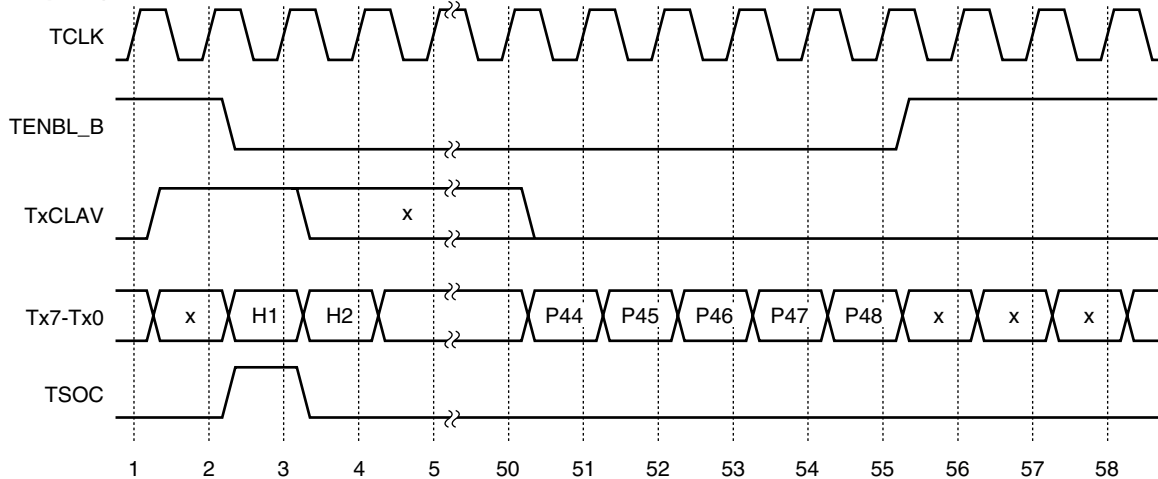 TCLK
TENBL_B
TxCLAV x
Tx7-Tx0 x H1 H2 P44 P45 P46 P47 P48 x x x
TSOC
1 2 3 4 5 50 51 52 53 54 55 56 57 58